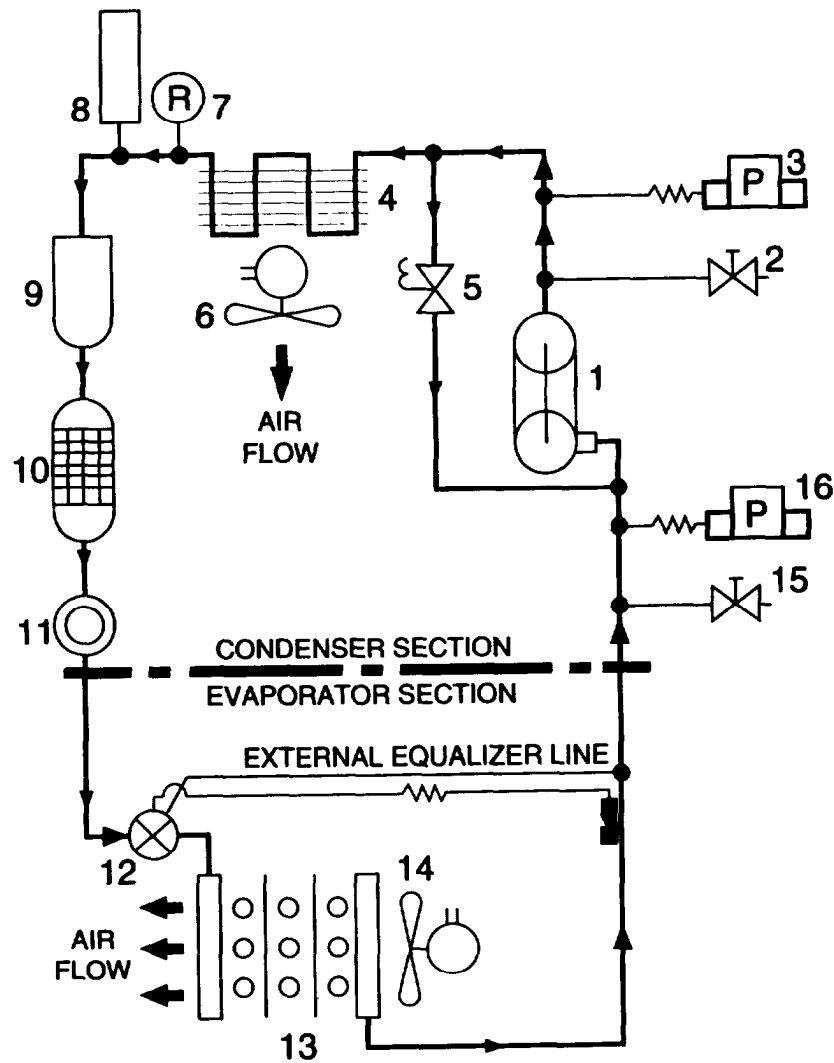 8
R
7
P
3
4
2
5
6
9
1
AIR
FLOW
10
P
16
15
11
CONDENSER SECTION
EVAPORATOR SECTION
EXTERNAL EQUALIZER LINE
12
14
AIR
FLOW
13